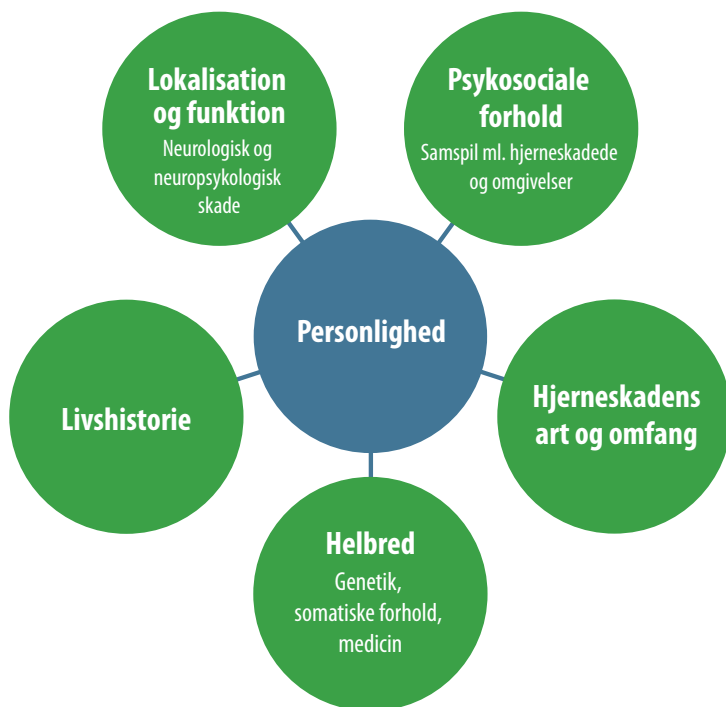 Lokalisation
og funktion
Neurologisk og
neuropsykologisk
skade
Psykosociale
forhold
Samspil ml. hjerneskadede
og omgivelser
Personlighed
Livshistorie
Hjerneskadens
art og omfang
Helbred
Genetik,
somatiske forhold,
medicin